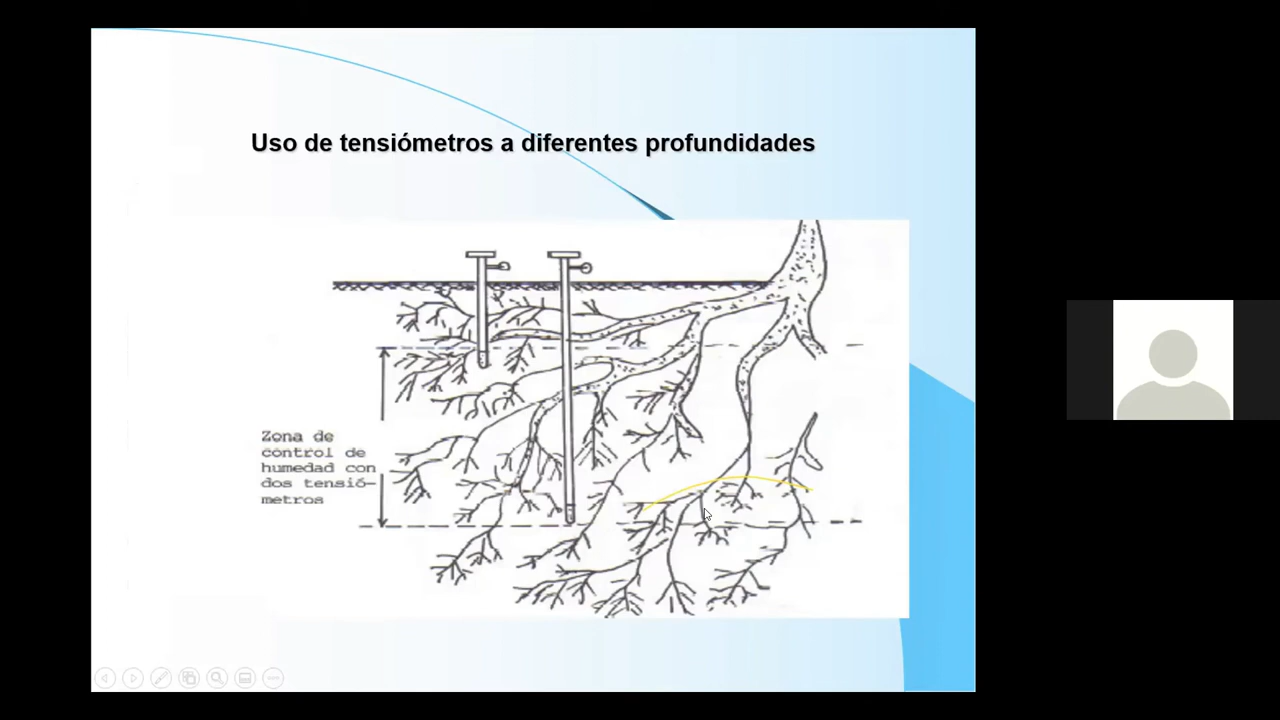 Uso de tensiómetros a diferentes profundidades
Zona de
control de
humedad con
dos tensió-
metros